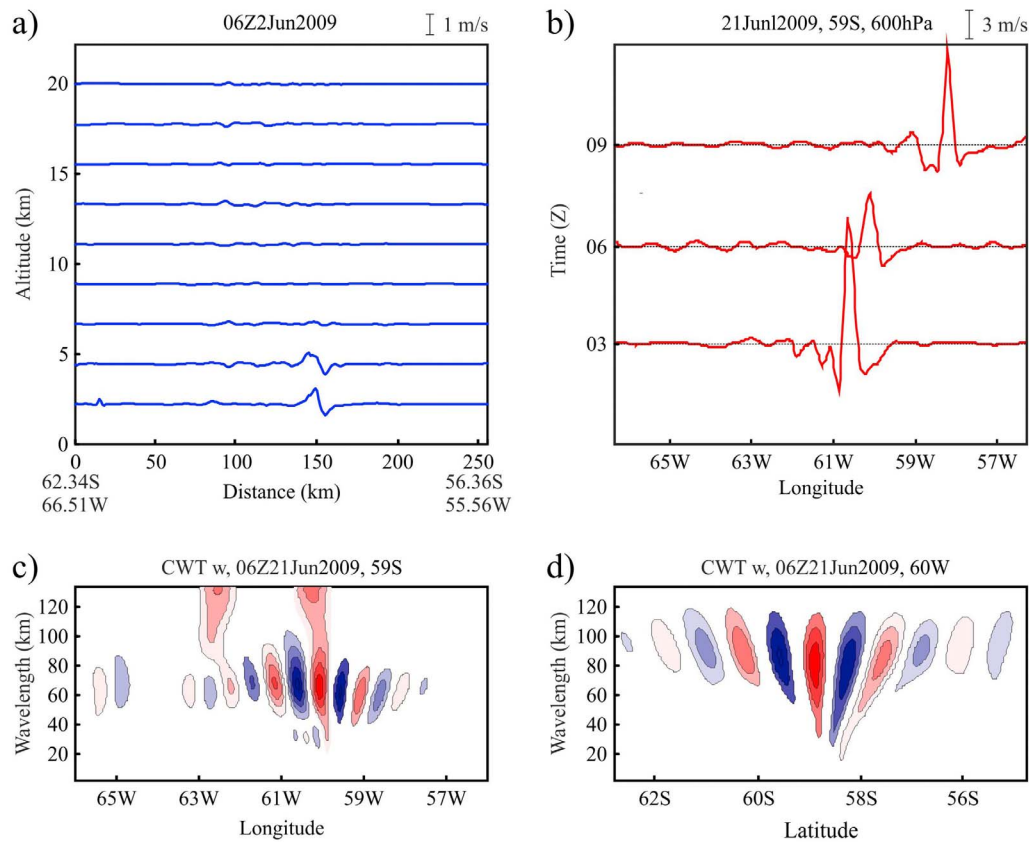 a)
06Z2Jun2009
1 m/s
20
15
10
5
0
Altitude (km)
0 50 100 150 200 250
62.34S 56.36S
66.51W 55.56W
Distance (km)
b)
21Junl2009, 59S, 600hPa
3 m/s
09
06
03
Time (Z)
65W 63W 61W 59W 57W
Longitude
c)
CWT w, 06Z21Jun2009, 59S
120
100
80
60
40
20
Wavelength (km)
65W 63W 61W 59W 57W
Longitude
d)
CWT w, 06Z21Jun2009, 60W
120
100
80
60
40
20
Wavelength (km)
62S 60S 58S 56S
Latitude